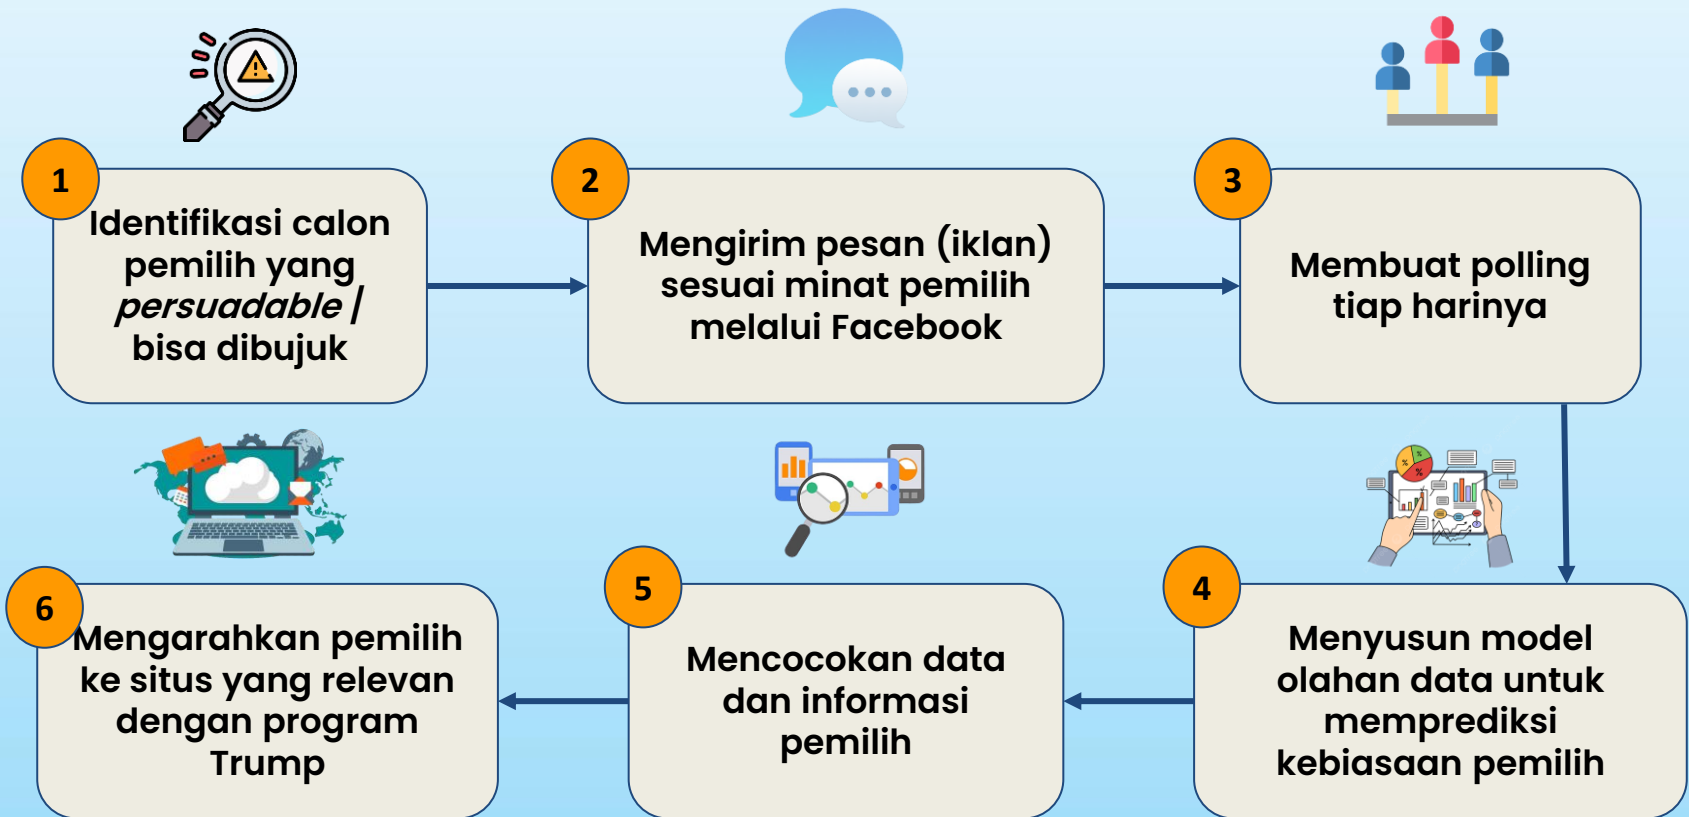 1
Identifikasi calon
pemilih yang
persuadable |
bisa dibujuk
2
Mengirim pesan (iklan)
sesuai minat pemilih
melalui Facebook
3
Membuat polling
tiap harinya
4
Menyusun model
olahan data untuk
memprediksi
kebiasaan pemilih
5
Mencocokan data
dan informasi
pemilih
6
Mengarahkan pemilih
ke situs yang relevan
dengan program
Trump